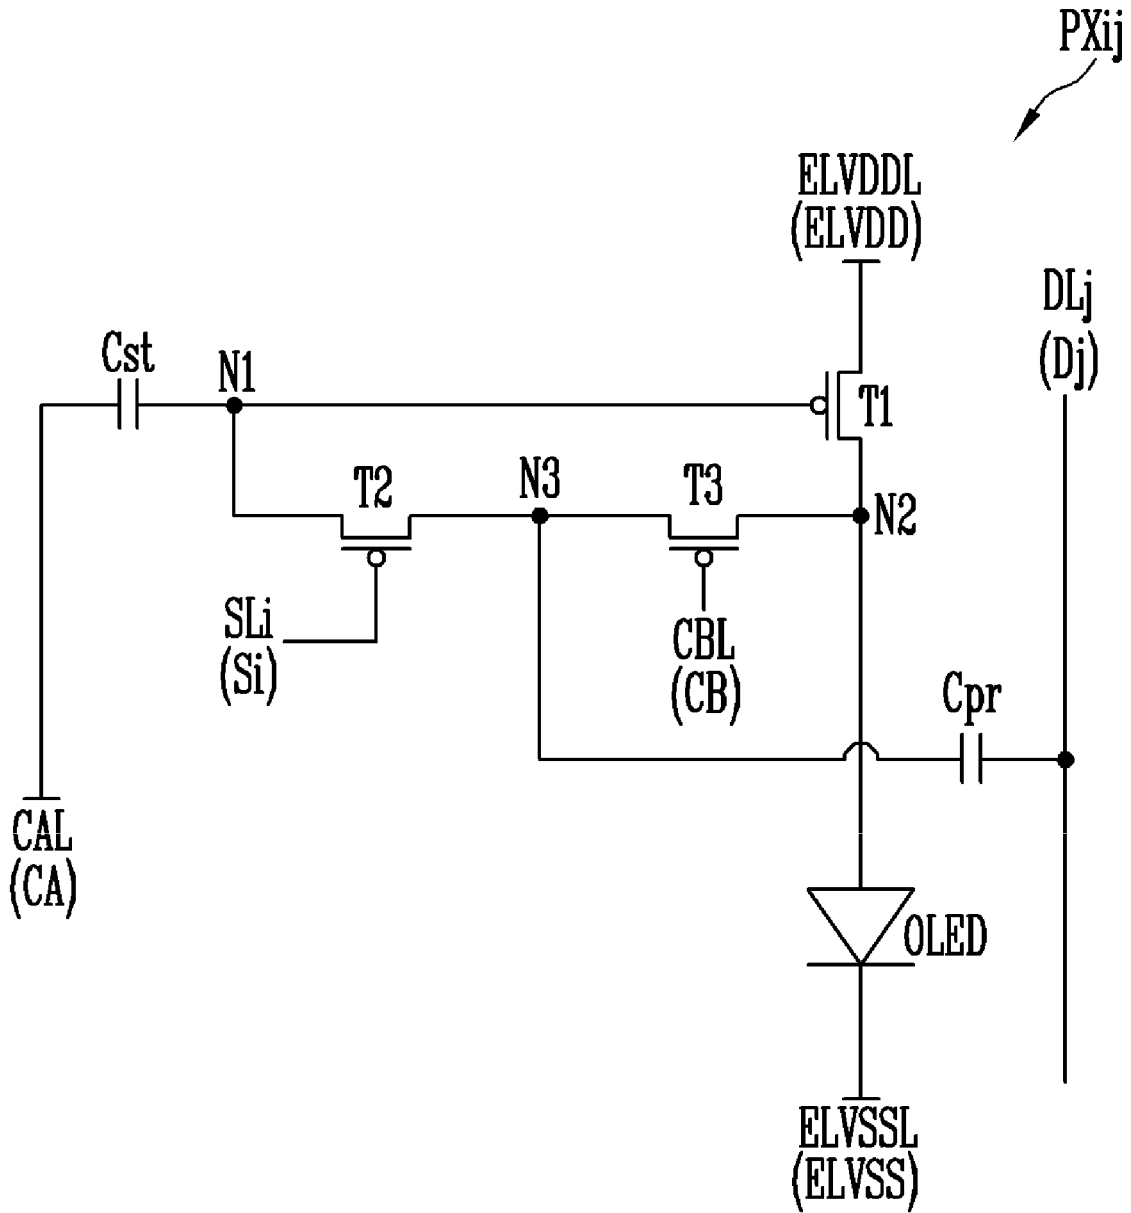 PXij
ELVDDL
(ELVDD)
DLj
(Dj)
Cst
N1
T1
T2
N3
T3
N2
SLi
(Si)
CBL
(CB)
Cpr
CAL
(CA)
OLED
ELVSSL
(ELVSS)